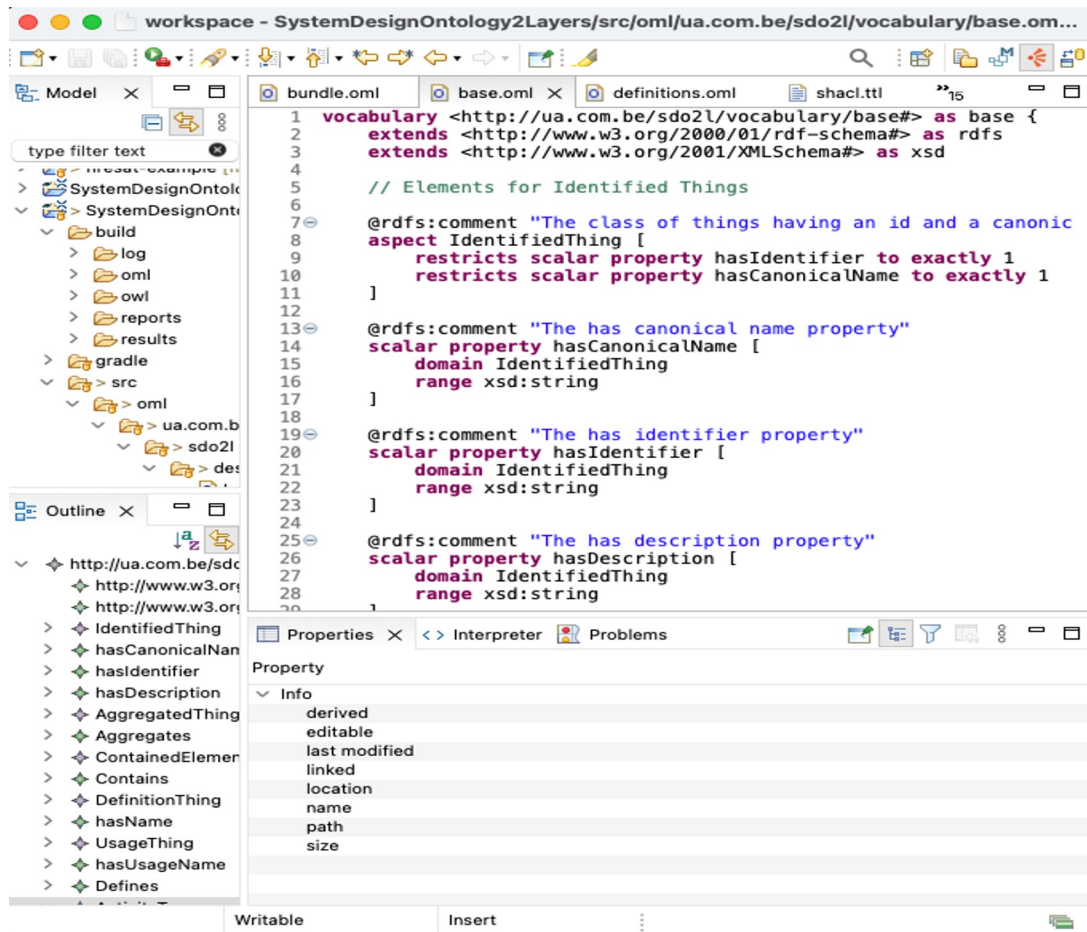 workspace - SystemDesignOntology2Layers/src/oml/ua.com.be/sdo2l/vocabulary/base.om...
Model
type filter text
SystemDesignOntolo
> SystemDesignOnto
build
log
oml
owl
reports
results
gradle
> src
> oml
> ua.com.b
> sdo2l
> des
Outline
http://ua.com.be/sdo
http://www.w3.org
http://www.w3.org
IdentifiedThing
hasCanonicalNam
hasIdentifier
hasDescription
AggregatedThing
Aggregates
ContainedElemen
Contains
DefinitionThing
hasName
UsageThing
hasUsageName
Defines
bundle.oml
base.oml
definitions.oml
shacl.ttl
»15
1 vocabulary <http://ua.com.be/sdo2l/vocabulary/base#> as base {
2 extends <http://www.w3.org/2000/01/rdf-schema#> as rdfs
3 extends <http://www.w3.org/2001/XMLSchema#> as xsd
4
5 // Elements for Identified Things
6
7 @rdfs:comment "The class of things having an id and a canonic
8 aspect IdentifiedThing [
9 restricts scalar property hasIdentifier to exactly 1
10 restricts scalar property hasCanonicalName to exactly 1
11 ]
12
13 @rdfs:comment "The has canonical name property"
14 scalar property hasCanonicalName [
15 domain IdentifiedThing
16 range xsd:string
17 ]
18
19 @rdfs:comment "The has identifier property"
20 scalar property hasIdentifier [
21 domain IdentifiedThing
22 range xsd:string
23 ]
24
25 @rdfs:comment "The has description property"
26 scalar property hasDescription [
27 domain IdentifiedThing
28 range xsd:string
29 ]
Properties
Interpreter
Problems
Property
Info
derived
editable
last modified
linked
location
name
path
size
Writable
Insert